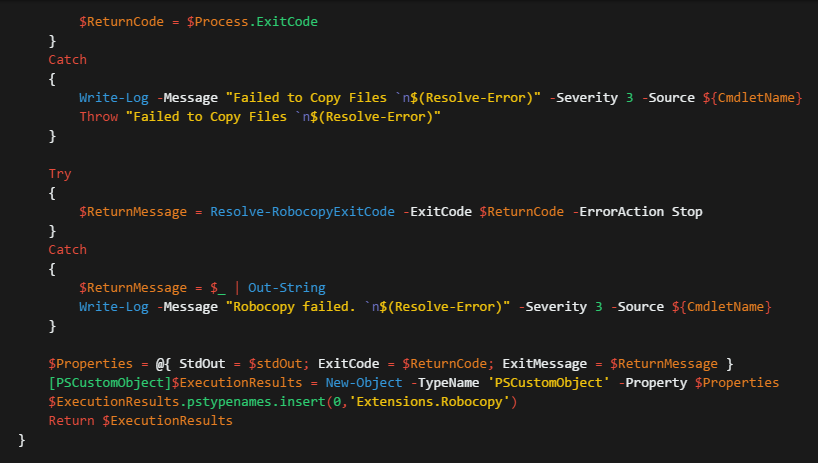 $ReturnCode = $Process.ExitCode
}
Catch
{
Write-Log -Message "Failed to Copy Files `n$(Resolve-Error)" -Severity 3 -Source ${CmdletName}
Throw "Failed to Copy Files `n$(Resolve-Error)"
}
Try
{
$ReturnMessage = Resolve-RobocopyExitCode -ExitCode $ReturnCode -ErrorAction Stop
}
Catch
{
$ReturnMessage = $_ | Out-String
Write-Log -Message "Robocopy failed. `n$(Resolve-Error)" -Severity 3 -Source ${CmdletName}
}
$Properties = @{ StdOut = $stdOut; ExitCode = $ReturnCode; ExitMessage = $ReturnMessage }
[PSCustomObject]$ExecutionResults = New-Object -TypeName 'PSCustomObject' -Property $Properties
$ExecutionResults.pstypenames.insert(0,'Extensions.Robocopy')
Return $ExecutionResults
}